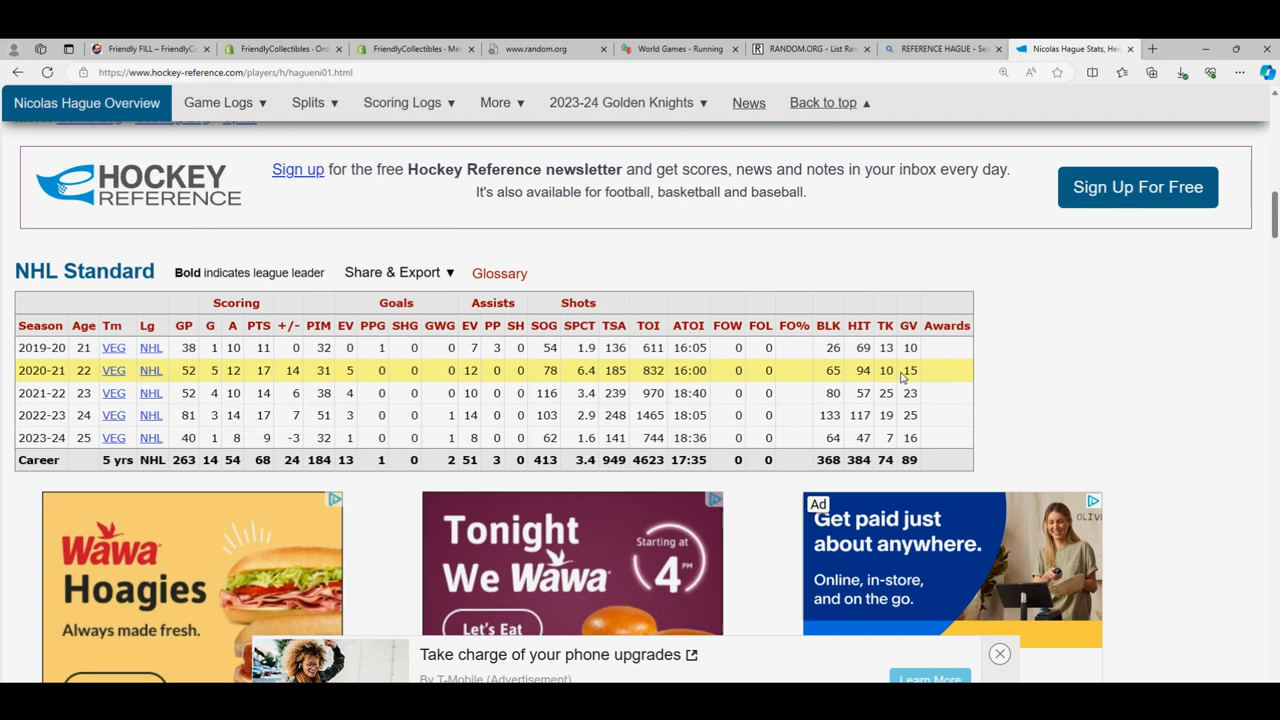 Friendly FILL – FriendlyC
FriendlyCollectibles · Ord
FriendlyCollectibles · Me
www.random.org
World Games - Running
RANDOM.ORG - List Ran
REFERENCE HAGUE - Sea
Nicolas Hague Stats, Hei
https://www.hockey-reference.com/players/h/hagueni01.html
Nicolas Hague Overview Game Logs ▼ Splits ▼ Scoring Logs ▼ More ▼ 2023-24 Golden Knights ▼ News Back to top ▲
HOCKEY
REFERENCE
Sign up for the free Hockey Reference newsletter and get scores, news and notes in your inbox every day.
It's also available for football, basketball and baseball.
Sign Up For Free
NHL Standard Bold indicates league leader Share & Export ▼ Glossary
Scoring Goals Assists Shots
Season Age Tm Lg GP G A PTS +/- PIM EV PPG SHG GWG EV PP SH SOG SPCT TSA TOI ATOI FOW FOL FO% BLK HIT TK GV Awards
2019-20 21 VEG NHL 38 1 10 11 0 32 0 1 0 0 7 3 0 54 1.9 136 611 16:05 0 0 26 69 13 10
2020-21 22 VEG NHL 52 5 12 17 14 31 5 0 0 0 12 0 0 78 6.4 185 832 16:00 0 0 65 94 10 15
2021-22 23 VEG NHL 52 4 10 14 6 38 4 0 0 0 10 0 0 116 3.4 239 970 18:40 0 0 80 57 25 23
2022-23 24 VEG NHL 81 3 14 17 7 51 3 0 0 1 14 0 0 103 2.9 248 1465 18:05 0 0 133 117 19 25
2023-24 25 VEG NHL 40 1 8 9 -3 32 1 0 0 1 8 0 0 62 1.6 141 744 18:36 0 0 64 47 7 16
Career 5 yrs NHL 263 14 54 68 24 184 13 1 0 2 51 3 0 413 3.4 949 4623 17:35 0 0 368 384 74 89
Wawa
Hoagies
Always made fresh.
Tonight
We Wawa
Starting at
4 PM
Let's Eat
Ad
Get paid just
about anywhere.
Online, in-store,
and on the go.
OLIVE
Take charge of your phone upgrades
By T-Mobile (Advertisement)
Learn More